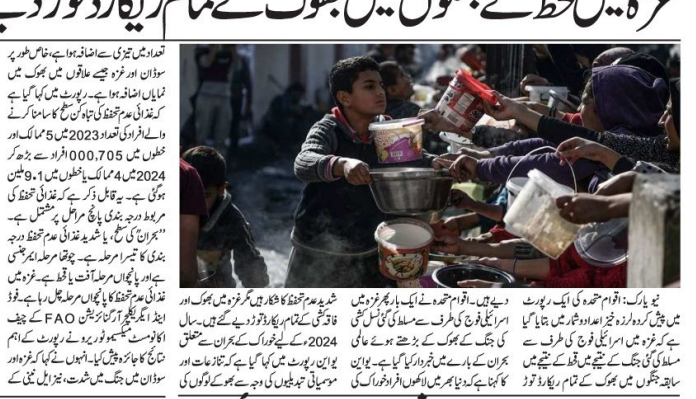 غزہ میں قحط نے جنگوں میں بھوک کے تمام ریکارڈ توڑ دیے
نیو یارک: اقوام متحدہ کی ایک رپورٹ
میں پیش کردہ لرزہ خیز اعداد و شمار میں بتایا گیا
ہے کہ غزہ میں اسرائیلی فوج کی طرف سے
مسلط کی گئی جنگ کے نتیجے میں قحط کے نتیجے میں
سابقہ جنگوں میں بھوک کے تمام ریکارڈ توڑ
دیے ہیں۔ اقوام متحدہ نے ایک بار پھر غزہ میں
اسرائیلی فوج کی طرف سے مسلط کی گئی نسل کشی
کی جنگ کے بھوک کے بڑھتے ہوئے عالمی
بحران کے بارے میں خبردار کیا گیا ہے۔ یو این
کا کہنا ہے کہ دنیا بھر میں لاکھوں افراد خوراک کی
شدید عدم تحفظ کا شکار ہیں مگر غزہ میں بھوک اور
فاقہ کشی کے تمام ریکارڈ توڑ دیے گئے ہیں۔ سال
2024ء کے لیے خوراک کے بحران سے متعلق
یو این رپورٹ میں کہا گیا ہے کہ تنازعات اور
موسمیاتی تبدیلیوں کی وجہ سے بھوکے لوگوں کی
تعداد میں تیزی سے اضافہ ہوا ہے، خاص طور پر
سوڈان اور غزہ جیسے علاقوں میں بھوک میں
نمایاں اضافہ ہوا ہے۔ رپورٹ میں کہا گیا ہے
کہ غذائی عدم تحفظ کی تباہ کن سطح کا سامنا کرنے
والے افراد کی تعداد 2023 میں 5 ممالک اور
خطوں میں 000,705 افراد سے بڑھ کر
2024 میں 4 ممالک یا خطوں میں 9.1 ملین
ہو گئی ہے۔ یہ قابل ذکر ہے کہ غذائی تحفظ کی
مربوط درجہ بندی پانچ مراحل پر مشتمل ہے۔
"بحران" کی سطح، یا شدید غذائی عدم تحفظ درجہ
بندی کا تیسرا مرحلہ ہے۔ چوتھا مرحلہ ایمرجنسی
ہے اور پانچواں مرحلہ آفت یا قحط ہے۔ غزہ میں
غذائی عدم تحفظ کا پانچواں مرحلہ چل رہا ہے۔ فوڈ
اینڈ ایگریکلچر آرگنائزیشن FAO کے چیف
اکانومسٹ میکسمو ٹوریرو نے رپورٹ کے اہم
نتائج کا جائزہ پیش کیا۔ انہوں نے کہا کہ غزہ اور
سوڈان میں جنگ میں شدت، نیز ایل نینی کے